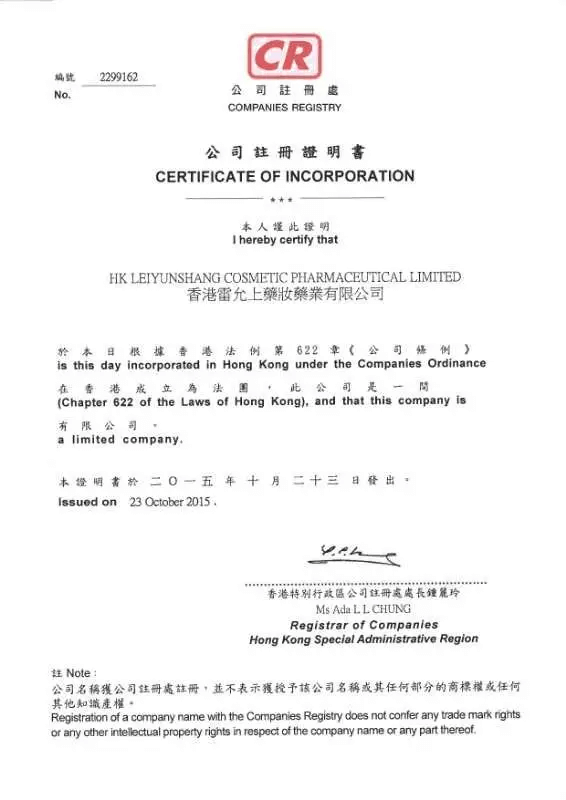 CR
編號 2299162
No.
公司註冊處
COMPANIES REGISTRY
公司註冊證明書
CERTIFICATE OF INCORPORATION
***
本人謹此證明
I hereby certify that
HK LEIYUNSHANG COSMETIC PHARMACEUTICAL LIMITED
香港雷允上藥妝藥業有限公司
於本日根據香港法例第622章《公司條例》
is this day incorporated in Hong Kong under the Companies Ordinance
在香港成立為法團,此公司是一間
(Chapter 622 of the Laws of Hong Kong), and that this company is
有限公司。
a limited company.
本證明書於二O一五年十月二十三日發出。
Issued on 23 October 2015.
香港特別行政區公司註冊處處長鍾麗玲
Ms Ada L L CHUNG
Registrar of Companies
Hong Kong Special Administrative Region
註 Note:
公司名稱獲公司註冊處註冊,並不表示獲授予該公司名稱或其任何部分的商標權或任何
其他知識產權。
Registration of a company name with the Companies Registry does not confer any trade mark rights
or any other intellectual property rights in respect of the company name or any part thereof.